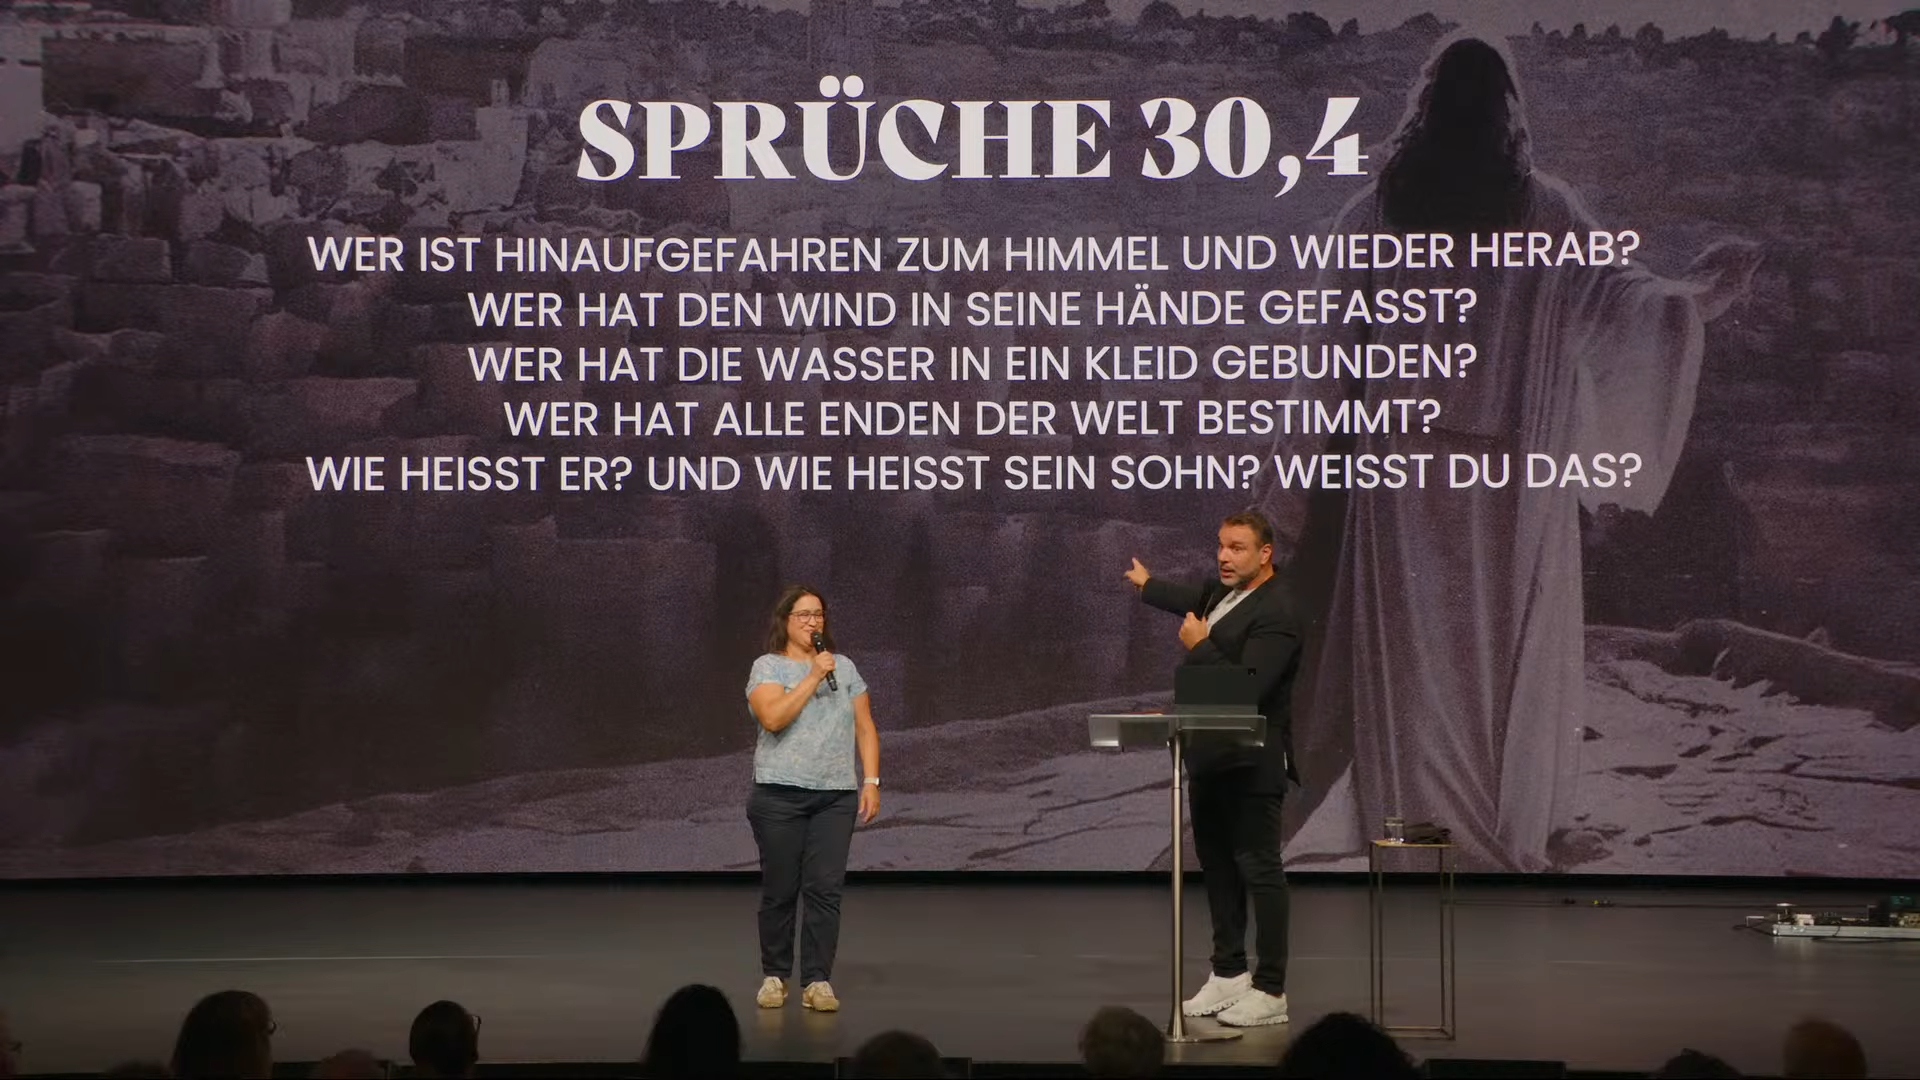 SPRÜCHE 30,4
WER IST HINAUFGEFAHREN ZUM HIMMEL UND WIEDER HERAB?
WER HAT DEN WIND IN SEINE HÄNDE GEFASST?
WER HAT DIE WASSER IN EIN KLEID GEBUNDEN?
WER HAT ALLE ENDEN DER WELT BESTIMMT?
WIE HEISST ER? UND WIE HEISST SEIN SOHN? WEISST DU DAS?